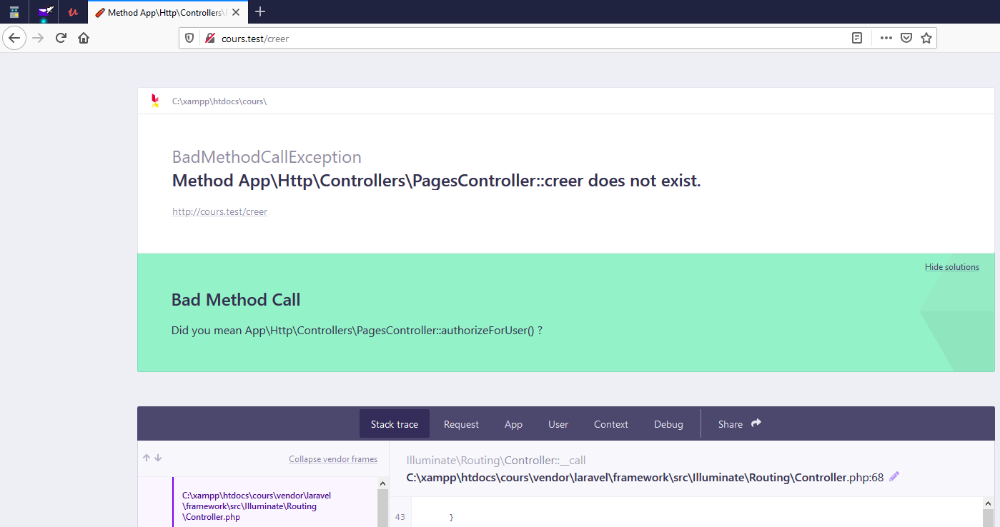 Method App\Http\Controllers\P
cours.test/creer
C:\xampp\htdocs\cours\
BadMethodCallException
Method App\Http\Controllers\PagesController::creer does not exist.
http://cours.test/creer
Hide solutions
Bad Method Call
Did you mean App\Http\Controllers\PagesController::authorizeForUser() ?
Stack trace Request App User Context Debug Share
Collapse vendor frames
C:\xampp\htdocs\cours\vendor\laravel
\framework\src\Illuminate\Routing
\Controller.php
Illuminate\Routing\Controller::__call
C:\xampp\htdocs\cours\vendor\laravel\framework\src\Illuminate\Routing\Controller.php:68
43 }